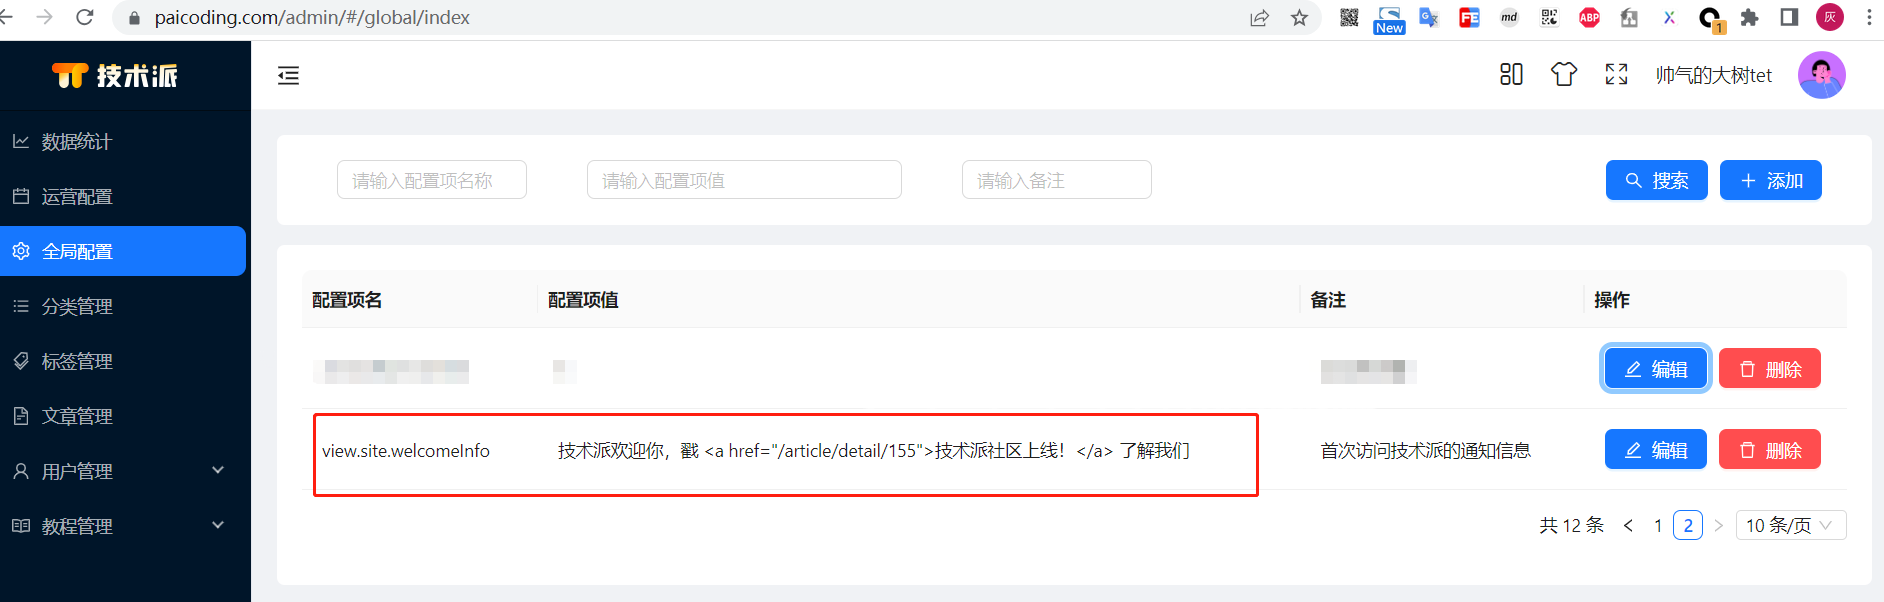 paicoding.com/admin/#/global/index
New
FE
md
ABP
1
灰
技术派
帅气的大树tet
数据统计
运营配置
全局配置
分类管理
标签管理
文章管理
用户管理
教程管理
请输入配置项名称 请输入配置项值 请输入备注 搜索 添加
配置项名 配置项值 备注 操作
编辑 删除
view.site.welcomeInfo 技术派欢迎你，戳 <a href="/article/detail/155">技术派社区上线！</a> 了解我们 首次访问技术派的通知信息 编辑 删除
共 12 条 < 1 2 > 10 条/页